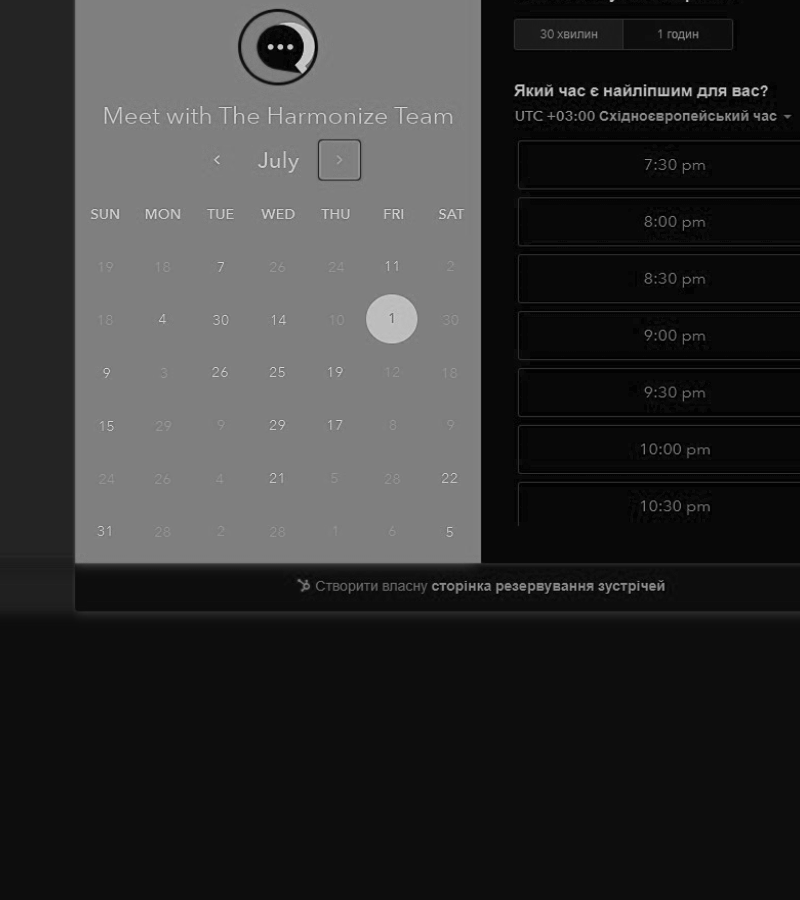 Meet with The Harmonize Team
July
SUN MON TUE WED THU FRI SAT
19 18 7 26 24 11 2
18 4 30 14 10 1 30
9 3 26 25 19 12 18
15 29 9 29 17 8 9
24 26 4 21 5 28 22
31 28 2 28 1 6 5
30 хвилин 1 годин
Який час є найліпшим для вас?
UTC +03:00 Східноєвропейський час
7:30 pm
8:00 pm
8:30 pm
9:00 pm
9:30 pm
10:00 pm
10:30 pm
Створити власну сторінка резервування зустрічей